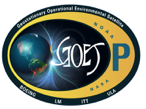 Geostationary Operational Environmental Satellite
NOAA
GOES
P
NASA
BOEING LM ITT ULA